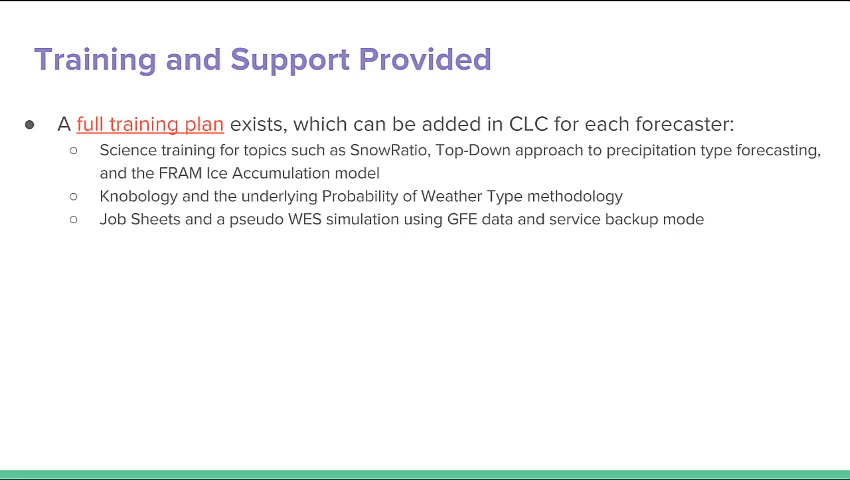 Training and Support Provided
● A full training plan exists, which can be added in CLC for each forecaster:
○ Science training for topics such as SnowRatio, Top-Down approach to precipitation type forecasting,
and the FRAM Ice Accumulation model
○ Knobology and the underlying Probability of Weather Type methodology
○ Job Sheets and a pseudo WES simulation using GFE data and service backup mode